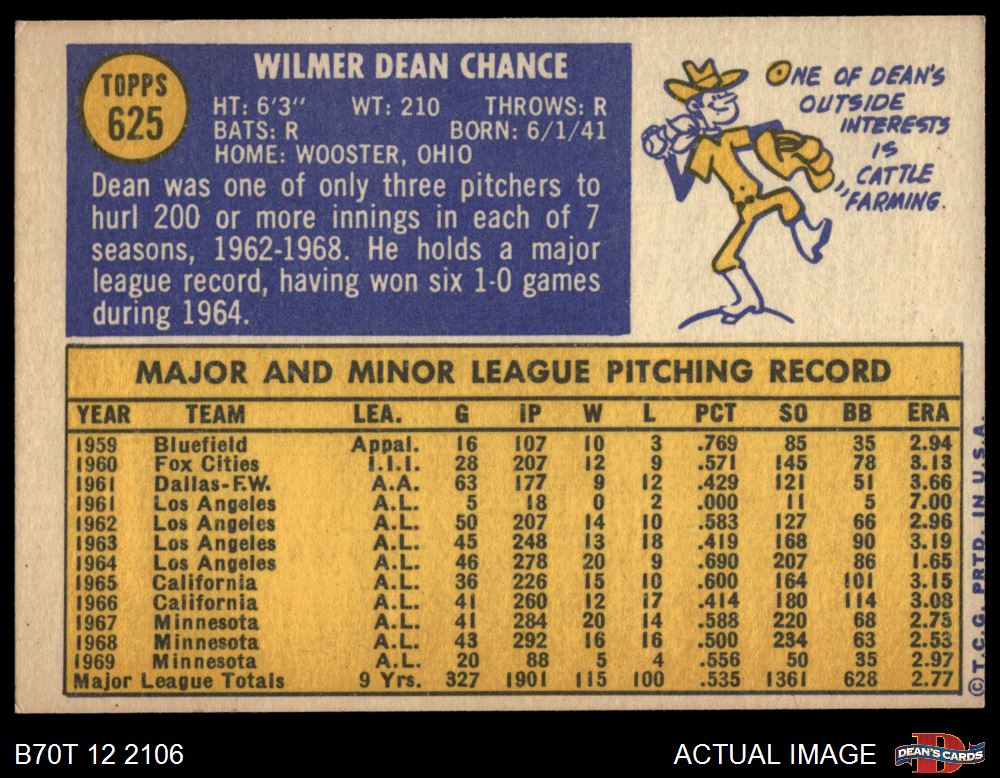 TOPPS
625
WILMER DEAN CHANCE
HT: 6'3" WT: 210 THROWS: R
BATS: R BORN: 6/1/41
HOME: WOOSTER, OHIO
Dean was one of only three pitchers to
hurl 200 or more innings in each of 7
seasons, 1962-1968. He holds a major
league record, having won six 1-0 games
during 1964.
ONE OF DEAN'S
OUTSIDE
INTERESTS
IS
CATTLE
FARMING.
MAJOR AND MINOR LEAGUE PITCHING RECORD
YEAR TEAM LEA. G IP W L PCT SO BB ERA
1959 Bluefield Appal. 16 107 10 3 .769 85 35 2.94
1960 Fox Cities I.I.I. 28 207 12 9 .571 145 78 3.13
1961 Dallas-F.W. A.A. 63 177 9 12 .429 121 51 3.66
1961 Los Angeles A.L. 5 18 0 2 .000 11 5 7.00
1962 Los Angeles A.L. 50 207 14 10 .583 127 66 2.96
1963 Los Angeles A.L. 45 248 13 18 .419 168 90 3.19
1964 Los Angeles A.L. 46 278 20 9 .690 207 86 1.65
1965 California A.L. 36 226 15 10 .600 164 101 3.15
1966 California A.L. 41 260 12 17 .414 180 114 3.08
1967 Minnesota A.L. 41 284 20 14 .588 220 68 2.73
1968 Minnesota A.L. 43 292 16 16 .500 234 63 2.53
1969 Minnesota A.L. 20 88 5 4 .556 50 35 2.97
Major League Totals 9 Yrs. 327 1901 115 100 .535 1361 628 2.77
© T.C.G. PRTD. IN U.S.A.
B70T 12 2106
ACTUAL IMAGE
DEAN'S CARDS